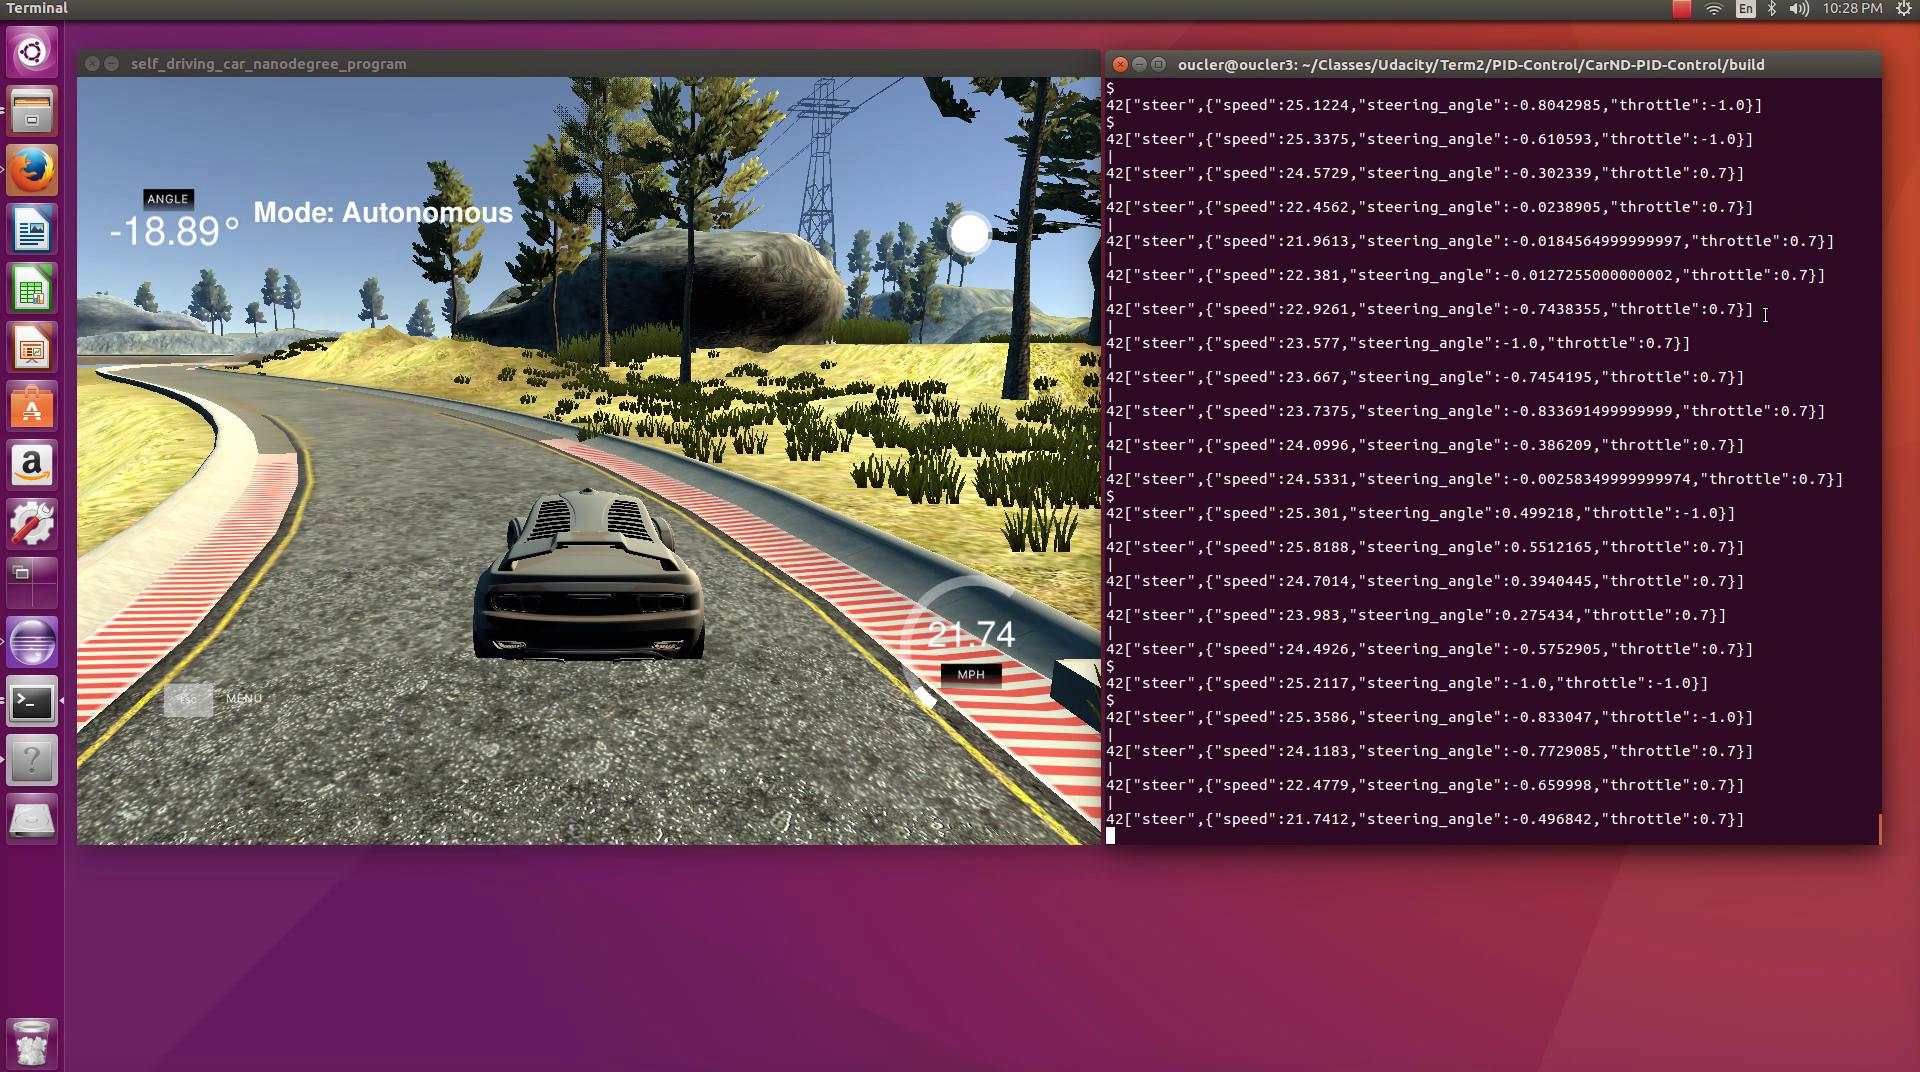 Terminal
En
10:28 PM
self_driving_car_nanodegree_program
ANGLE
-18.89°
Mode: Autonomous
21.74
MPH
ESC
MENU
oucler@oucler3: ~/Classes/Udacity/Term2/PID-Control/CarND-PID-Control/build
$
42["steer",{"speed":25.1224,"steering_angle":-0.8042985,"throttle":-1.0}]
$
42["steer",{"speed":25.3375,"steering_angle":-0.610593,"throttle":-1.0}]
|
42["steer",{"speed":24.5729,"steering_angle":-0.302339,"throttle":0.7}]
|
42["steer",{"speed":22.4562,"steering_angle":-0.0238905,"throttle":0.7}]
|
42["steer",{"speed":21.9613,"steering_angle":-0.0184564999999997,"throttle":0.7}]
|
42["steer",{"speed":22.381,"steering_angle":-0.0127255000000002,"throttle":0.7}]
|
42["steer",{"speed":22.9261,"steering_angle":-0.7438355,"throttle":0.7}]
|
42["steer",{"speed":23.577,"steering_angle":-1.0,"throttle":0.7}]
|
42["steer",{"speed":23.667,"steering_angle":-0.7454195,"throttle":0.7}]
|
42["steer",{"speed":23.7375,"steering_angle":-0.833691499999999,"throttle":0.7}]
|
42["steer",{"speed":24.0996,"steering_angle":-0.386209,"throttle":0.7}]
|
42["steer",{"speed":24.5331,"steering_angle":-0.00258349999999974,"throttle":0.7}]
$
42["steer",{"speed":25.301,"steering_angle":0.499218,"throttle":-1.0}]
|
42["steer",{"speed":25.8188,"steering_angle":0.5512165,"throttle":0.7}]
|
42["steer",{"speed":24.7014,"steering_angle":0.3940445,"throttle":0.7}]
|
42["steer",{"speed":23.983,"steering_angle":0.275434,"throttle":0.7}]
|
42["steer",{"speed":24.4926,"steering_angle":-0.5752905,"throttle":0.7}]
$
42["steer",{"speed":25.2117,"steering_angle":-1.0,"throttle":-1.0}]
$
42["steer",{"speed":25.3586,"steering_angle":-0.833047,"throttle":-1.0}]
|
42["steer",{"speed":24.1183,"steering_angle":-0.7729085,"throttle":0.7}]
|
42["steer",{"speed":22.4779,"steering_angle":-0.659998,"throttle":0.7}]
|
42["steer",{"speed":21.7412,"steering_angle":-0.496842,"throttle":0.7}]